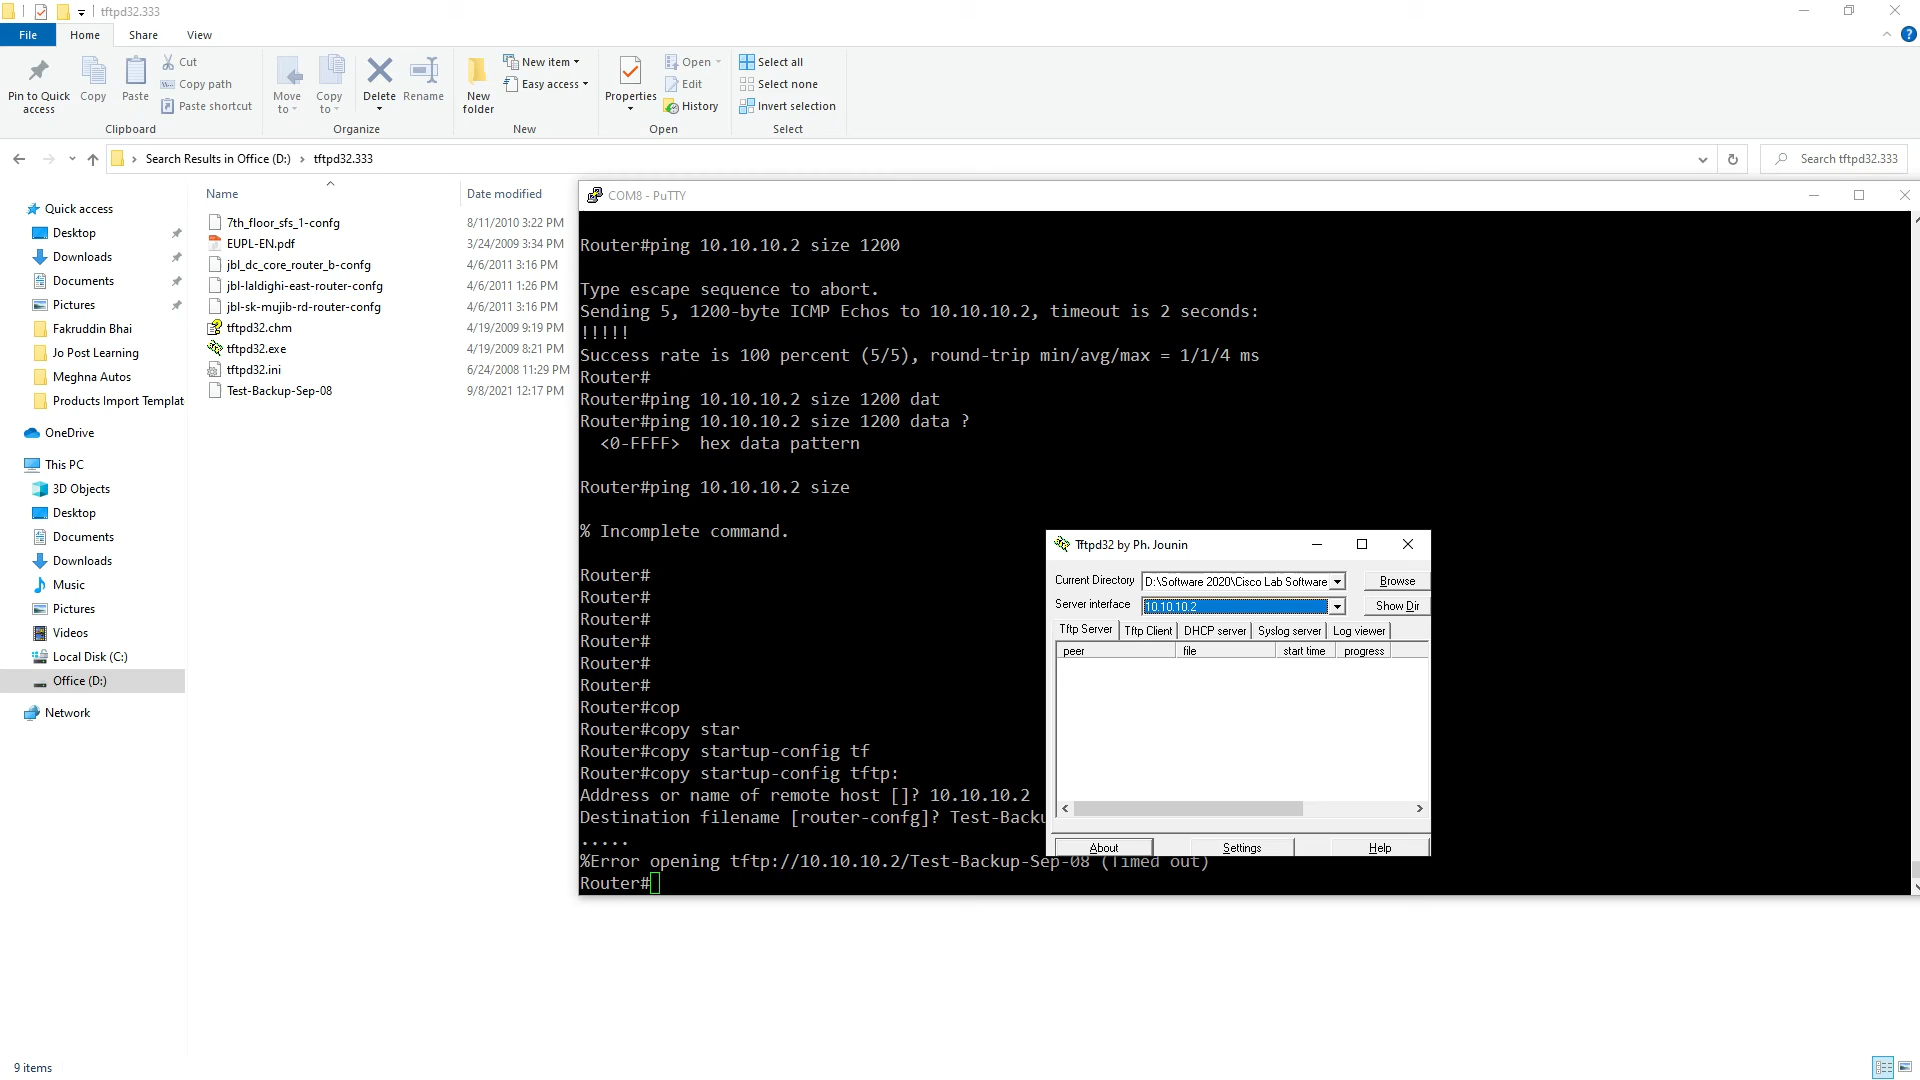 tftpd32.333
File Home Share View
Pin to Quick access
Copy
Paste
Cut
Copy path
Paste shortcut
Clipboard
Move to
Copy to
Delete
Rename
Organize
New folder
New item
Easy access
New
Properties
Open
Edit
History
Open
Select all
Select none
Invert selection
Select
Search Results in Office (D:) > tftpd32.333
Search tftpd32.333
Quick access
Desktop
Downloads
Documents
Pictures
Fakruddin Bhai
Jo Post Learning
Meghna Autos
Products Import Templat
OneDrive
This PC
3D Objects
Desktop
Documents
Downloads
Music
Pictures
Videos
Local Disk (C:)
Office (D:)
Network
Name Date modified
7th_floor_sfs_1-confg 8/11/2010 3:22 PM
EUPL-EN.pdf 3/24/2009 3:34 PM
jbl_dc_core_router_b-confg 4/6/2011 3:16 PM
jbl-laldighi-east-router-confg 4/6/2011 1:26 PM
jbl-sk-mujib-rd-router-confg 4/6/2011 3:16 PM
tftpd32.chm 4/19/2009 9:19 PM
tftpd32.exe 4/19/2009 8:21 PM
tftpd32.ini 6/24/2008 11:29 PM
Test-Backup-Sep-08 9/8/2021 12:17 PM
COM8 - PuTTY
Router#ping 10.10.10.2 size 1200
Type escape sequence to abort.
Sending 5, 1200-byte ICMP Echos to 10.10.10.2, timeout is 2 seconds:
!!!!!
Success rate is 100 percent (5/5), round-trip min/avg/max = 1/1/4 ms
Router#
Router#ping 10.10.10.2 size 1200 dat
Router#ping 10.10.10.2 size 1200 data ?
<0-FFFF> hex data pattern
Router#ping 10.10.10.2 size
% Incomplete command.
Router#
Router#
Router#
Router#
Router#
Router#
Router#cop
Router#copy star
Router#copy startup-config tf
Router#copy startup-config tftp:
Address or name of remote host []? 10.10.10.2
Destination filename [router-confg]? Test-Backu
.....
%Error opening tftp://10.10.10.2/Test-Backup-Sep-08 (Timed out)
Router#
Tftpd32 by Ph. Jounin
Current Directory D:\Software 2020\Cisco Lab Software Browse
Server interface 10.10.10.2 Show Dir
Tftp Server Tftp Client DHCP server Syslog server Log viewer
peer file start time progress
About Settings Help
9 items